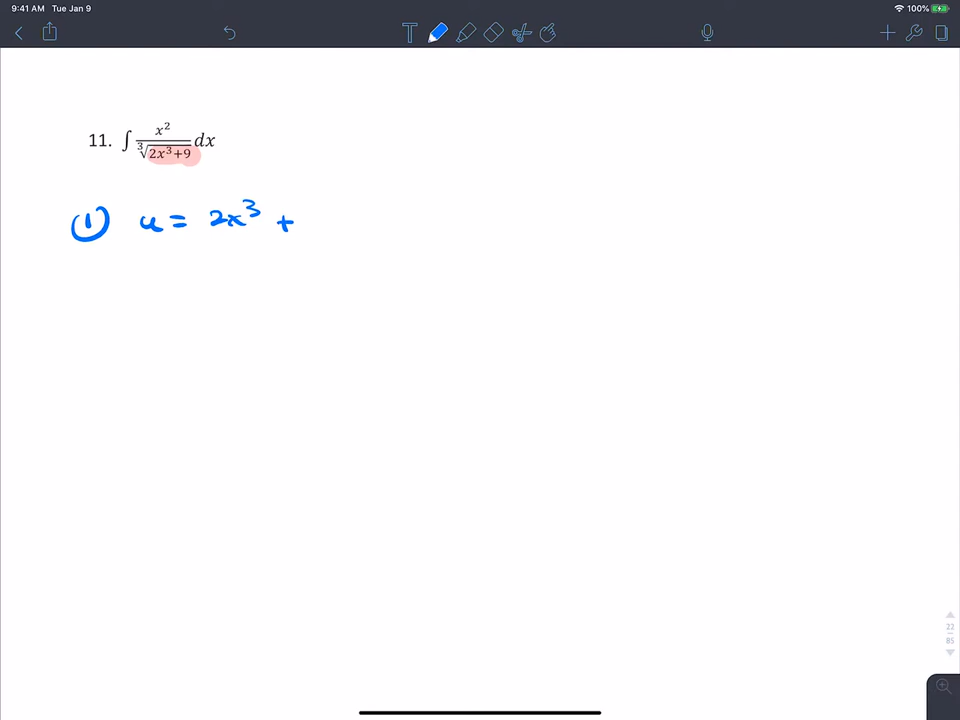 9:41 AM Tue Jan 9
100%
T
11. ∫ x² / ∛(2x³+9) dx
① u = 2x³ +
22
85